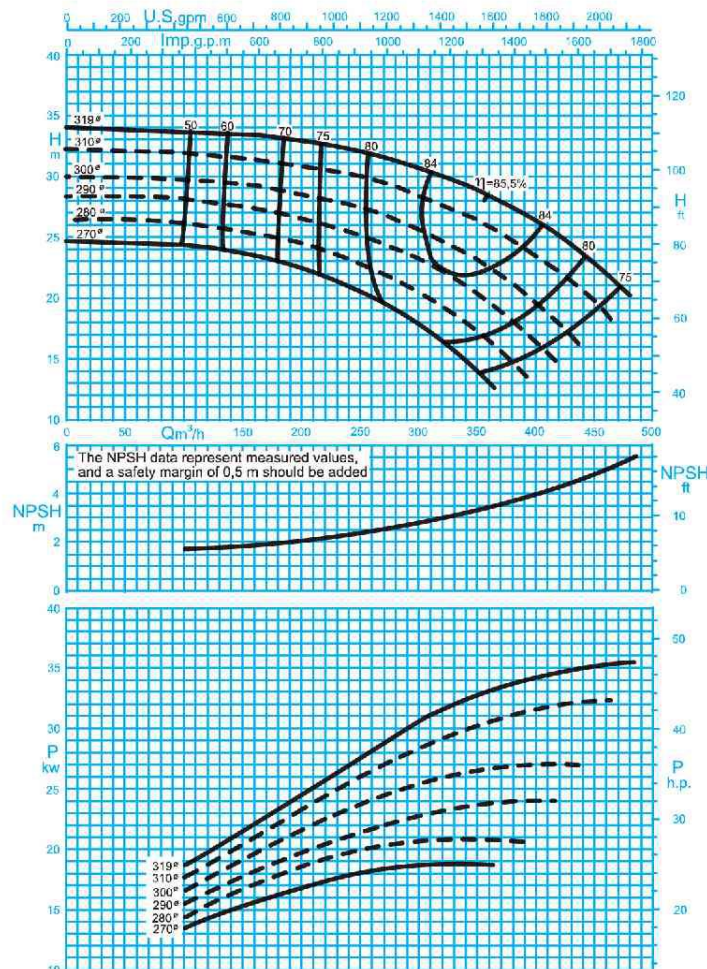 U.S.gpm
0 200 400 600 800 1000 1200 1400 1600 1800 2000
Imp.g.p.m
0 200 400 600 600 1000 1200 1400 1600 1800
40
35
30
25
20
15
10
H
m
120
100
80
60
40
H
ft
319ø
310ø
300ø
290ø
280ø
270ø
50 60 70 75 80 84
η=85,5%
84
80
75
0 50 150 200 250 300 350 400 450 500
Qm³/h
The NPSH data represent measured values,
and a safety margin of 0,5 m should be added
6
4
2
0
NPSH
m
NPSH
ft
10
0
40
35
30
25
20
15
10
P
kw
50
40
30
20
P
h.p.
319ø
310ø
300ø
290ø
280ø
270ø